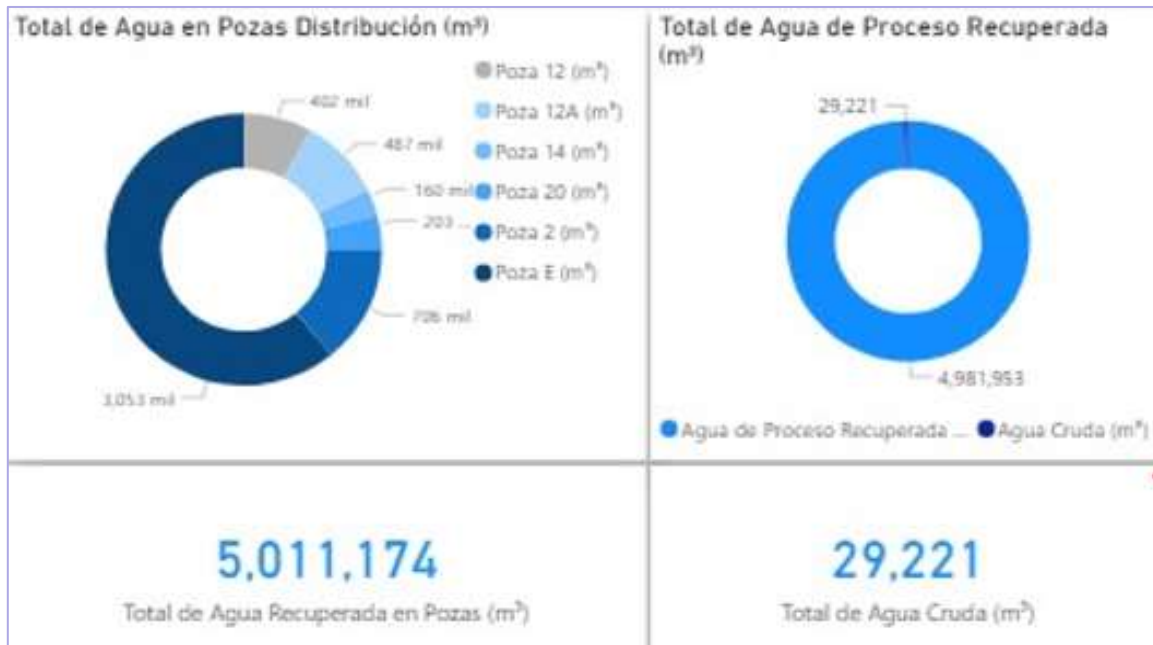 Total de Agua en Pozas Distribución (m³)
Poza 12 (m³)
Poza 12A (m³)
Poza 14 (m³)
Poza 20 (m³)
Poza 2 (m³)
Poza E (m³)
402 mil
487 mil
160 mil
203 ...
706 mil
3,053 mil
Total de Agua de Proceso Recuperada
(m³)
29,221
4,981,953
Agua de Proceso Recuperada ... Agua Cruda (m³)
5,011,174
Total de Agua Recuperada en Pozas (m³)
29,221
Total de Agua Cruda (m³)